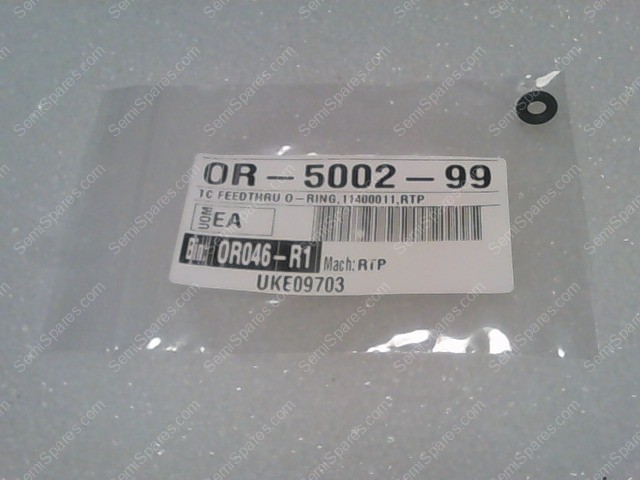 OR-5002-99
TC FEEDTHRU O-RING,11400011,RTP
UOM EA
Bin: OR046-R1 Mach: RTP
UKE09703
SemiSpares.com